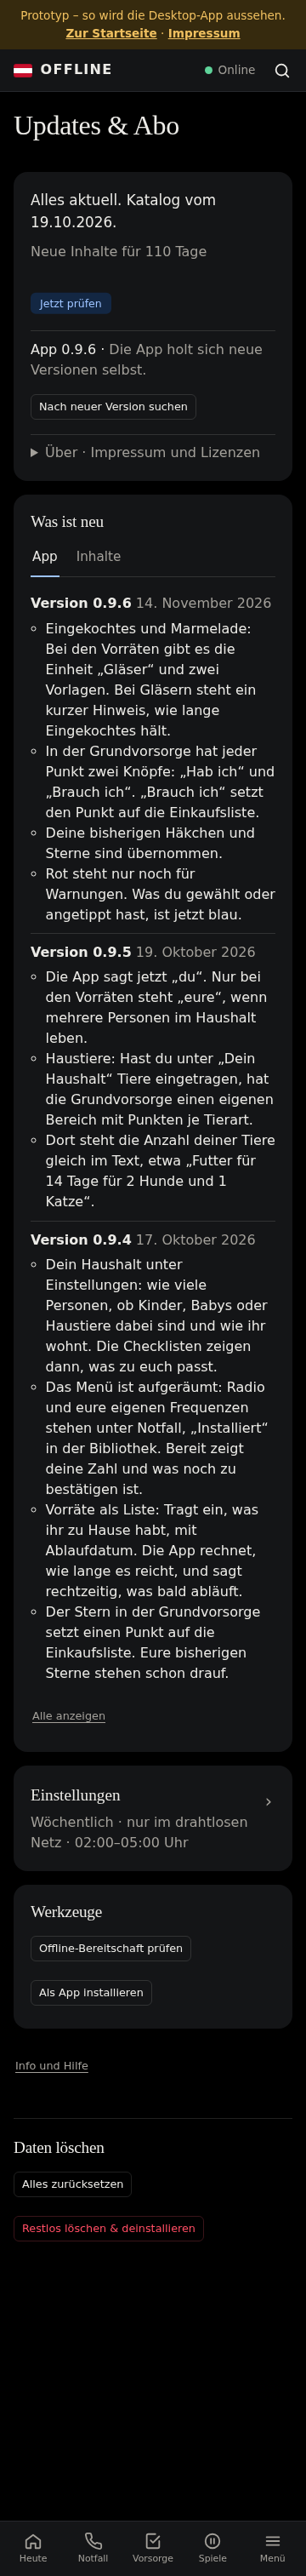 Prototyp – so wird die Desktop-App aussehen.
Zur Startseite · Impressum
OFFLINE
Online
Updates & Abo
Alles aktuell. Katalog vom
19.10.2026.
Neue Inhalte für 110 Tage
Jetzt prüfen
App 0.9.6 · Die App holt sich neue
Versionen selbst.
Nach neuer Version suchen
Über · Impressum und Lizenzen
Was ist neu
App Inhalte
Version 0.9.6 14. November 2026
Eingekochtes und Marmelade:
Bei den Vorräten gibt es die
Einheit „Gläser“ und zwei
Vorlagen. Bei Gläsern steht ein
kurzer Hinweis, wie lange
Eingekochtes hält.
In der Grundvorsorge hat jeder
Punkt zwei Knöpfe: „Hab ich“ und
„Brauch ich“. „Brauch ich“ setzt
den Punkt auf die Einkaufsliste.
Deine bisherigen Häkchen und
Sterne sind übernommen.
Rot steht nur noch für
Warnungen. Was du gewählt oder
angetippt hast, ist jetzt blau.
Version 0.9.5 19. Oktober 2026
Die App sagt jetzt „du“. Nur bei
den Vorräten steht „eure“, wenn
mehrere Personen im Haushalt
leben.
Haustiere: Hast du unter „Dein
Haushalt“ Tiere eingetragen, hat
die Grundvorsorge einen eigenen
Bereich mit Punkten je Tierart.
Dort steht die Anzahl deiner Tiere
gleich im Text, etwa „Futter für
14 Tage für 2 Hunde und 1
Katze“.
Version 0.9.4 17. Oktober 2026
Dein Haushalt unter
Einstellungen: wie viele
Personen, ob Kinder, Babys oder
Haustiere dabei sind und wie ihr
wohnt. Die Checklisten zeigen
dann, was zu euch passt.
Das Menü ist aufgeräumt: Radio
und eure eigenen Frequenzen
stehen unter Notfall, „Installiert“
in der Bibliothek. Bereit zeigt
deine Zahl und was noch zu
bestätigen ist.
Vorräte als Liste: Tragt ein, was
ihr zu Hause habt, mit
Ablaufdatum. Die App rechnet,
wie lange es reicht, und sagt
rechtzeitig, was bald abläuft.
Der Stern in der Grundvorsorge
setzt einen Punkt auf die
Einkaufsliste. Eure bisherigen
Sterne stehen schon drauf.
Alle anzeigen
Einstellungen
Wöchentlich · nur im drahtlosen
Netz · 02:00–05:00 Uhr
Werkzeuge
Offline-Bereitschaft prüfen
Als App installieren
Info und Hilfe
Daten löschen
Alles zurücksetzen
Restlos löschen & deinstallieren
Heute Notfall Vorsorge Spiele Menü